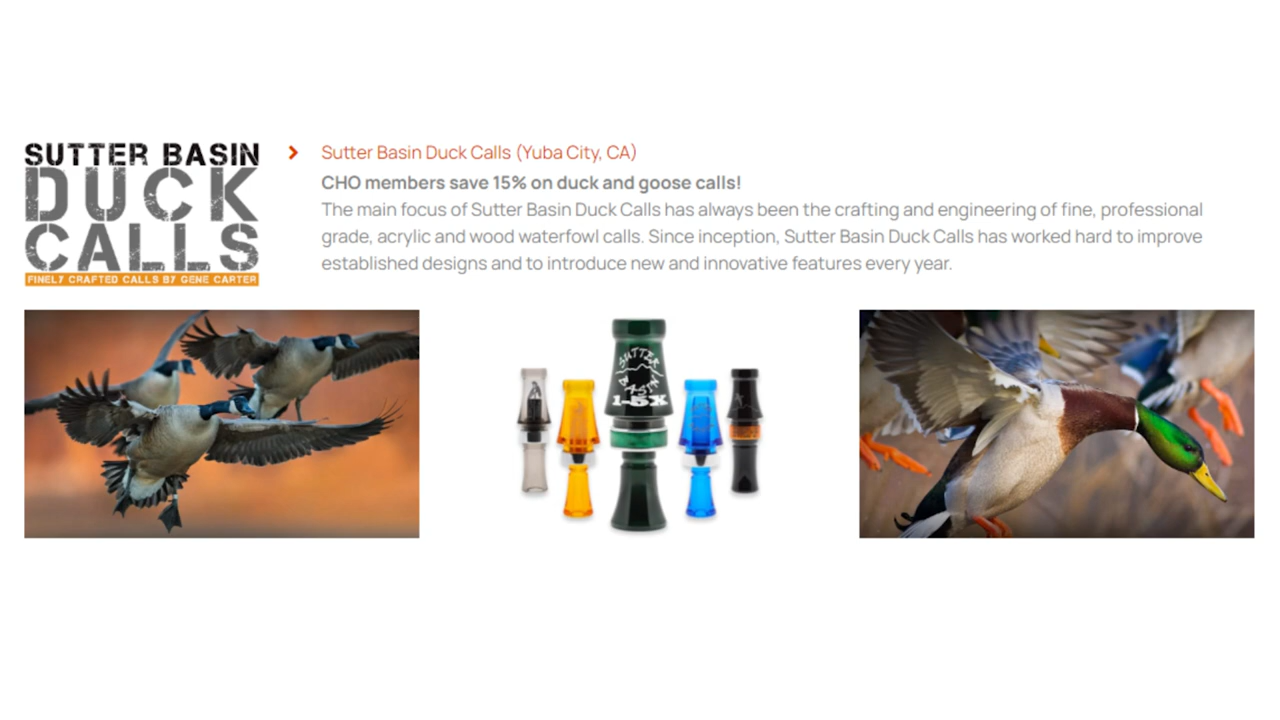 SUTTER BASIN
DUCK
CALLS
FINELY CRAFTED CALLS BY GENE CARTER
Sutter Basin Duck Calls (Yuba City, CA)
CHO members save 15% on duck and goose calls!
The main focus of Sutter Basin Duck Calls has always been the crafting and engineering of fine, professional
grade, acrylic and wood waterfowl calls. Since inception, Sutter Basin Duck Calls has worked hard to improve
established designs and to introduce new and innovative features every year.
SUTTER
BASIN
1-5X